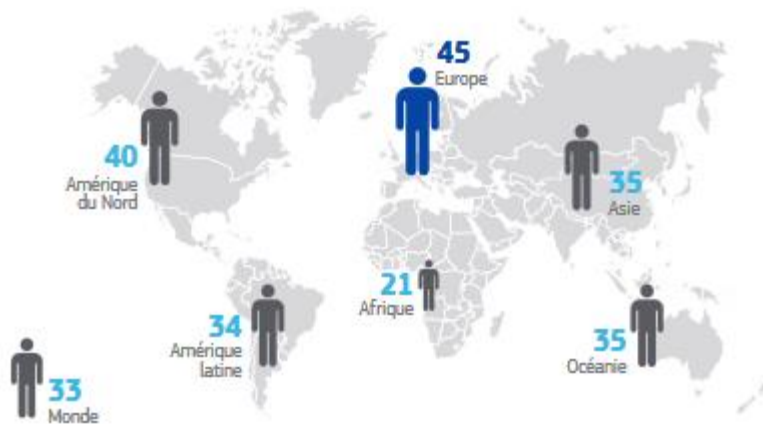 45
Europe
40
Amérique
du Nord
35
Asie
21
Afrique
34
Amérique
latine
35
Océanie
33
Monde